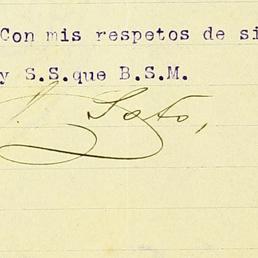 Con mis respetos de si
y S.S.que B.S.M.
Soto,